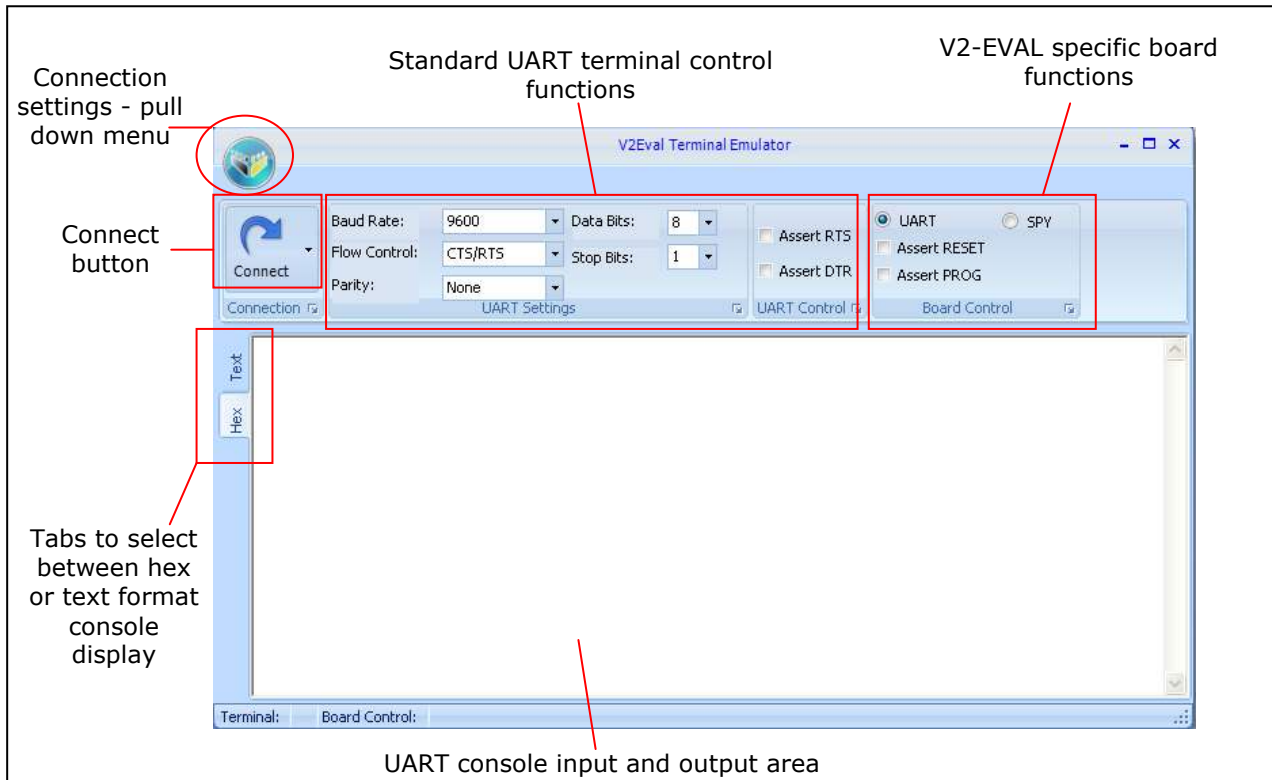 Connection
settings - pull
down menu
Standard UART terminal control
functions
V2-EVAL specific board
functions
V2Eval Terminal Emulator
Connect
button
Connect
Connection
Baud Rate: 9600 Data Bits: 8
Flow Control: CTS/RTS Stop Bits: 1
Parity: None
UART Settings
Assert RTS
Assert DTR
UART Control
UART SPY
Assert RESET
Assert PROG
Board Control
Text
Hex
Tabs to select
between hex
or text format
console
display
Terminal: Board Control:
UART console input and output area